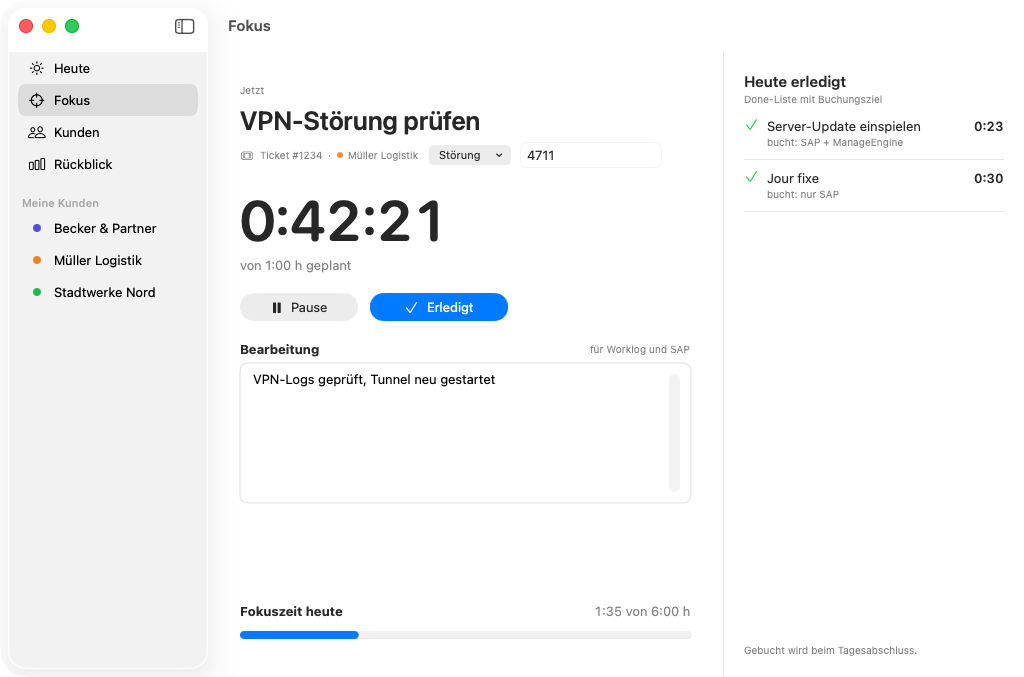 Fokus
Heute
Fokus
Kunden
Rückblick
Meine Kunden
Becker & Partner
Müller Logistik
Stadtwerke Nord
Jetzt
VPN-Störung prüfen
Ticket #1234 · Müller Logistik Störung 4711
0:42:21
von 1:00 h geplant
Pause Erledigt
Bearbeitung für Worklog und SAP
VPN-Logs geprüft, Tunnel neu gestartet
Fokuszeit heute 1:35 von 6:00 h
Heute erledigt
Done-Liste mit Buchungsziel
Server-Update einspielen 0:23
bucht: SAP + ManageEngine
Jour fixe 0:30
bucht: nur SAP
Gebucht wird beim Tagesabschluss.